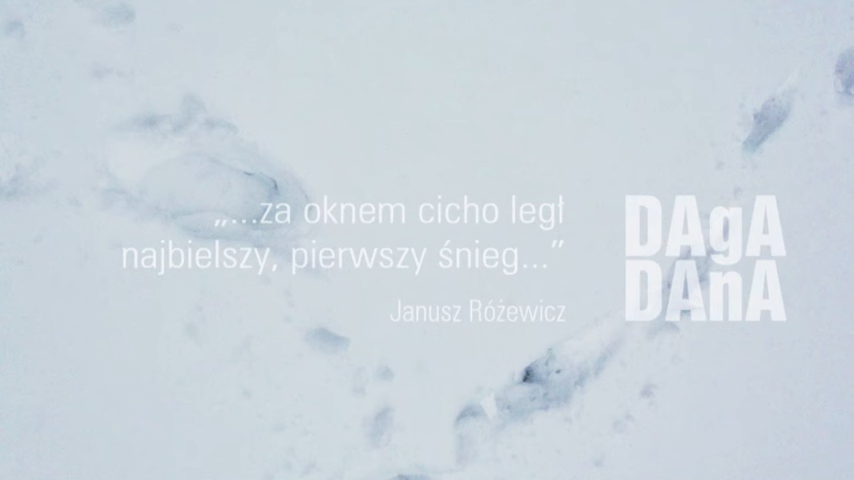 „...za oknem cicho legł
najbielszy, pierwszy śnieg...”
Janusz Różewicz
DAgA
DAnA